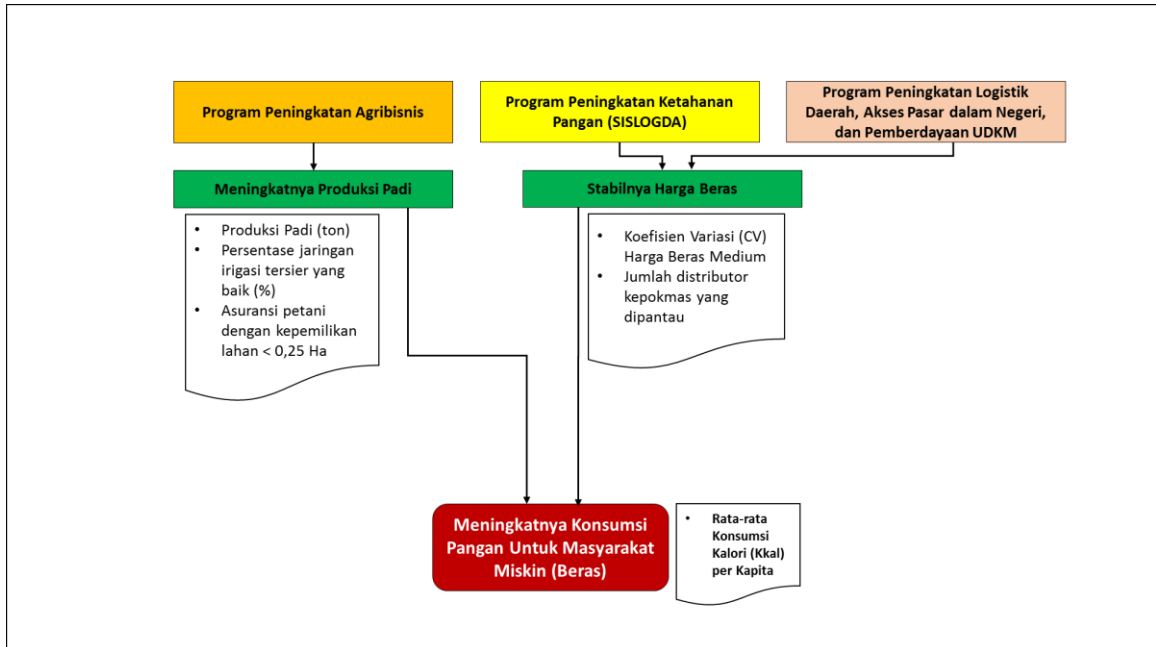 Program Peningkatan Agribisnis
Program Peningkatan Ketahanan
Pangan (SISLOGDA)
Program Peningkatan Logistik
Daerah, Akses Pasar dalam Negeri,
dan Pemberdayaan UDKM
Meningkatnya Produksi Padi
Stabilnya Harga Beras
• Produksi Padi (ton)
• Persentase jaringan
irigasi tersier yang
baik (%)
• Asuransi petani
dengan kepemilikan
lahan < 0,25 Ha
• Koefisien Variasi (CV)
Harga Beras Medium
• Jumlah distributor
kepokmas yang
dipantau
Meningkatnya Konsumsi
Pangan Untuk Masyarakat
Miskin (Beras)
• Rata-rata
Konsumsi
Kalori (Kkal)
per Kapita